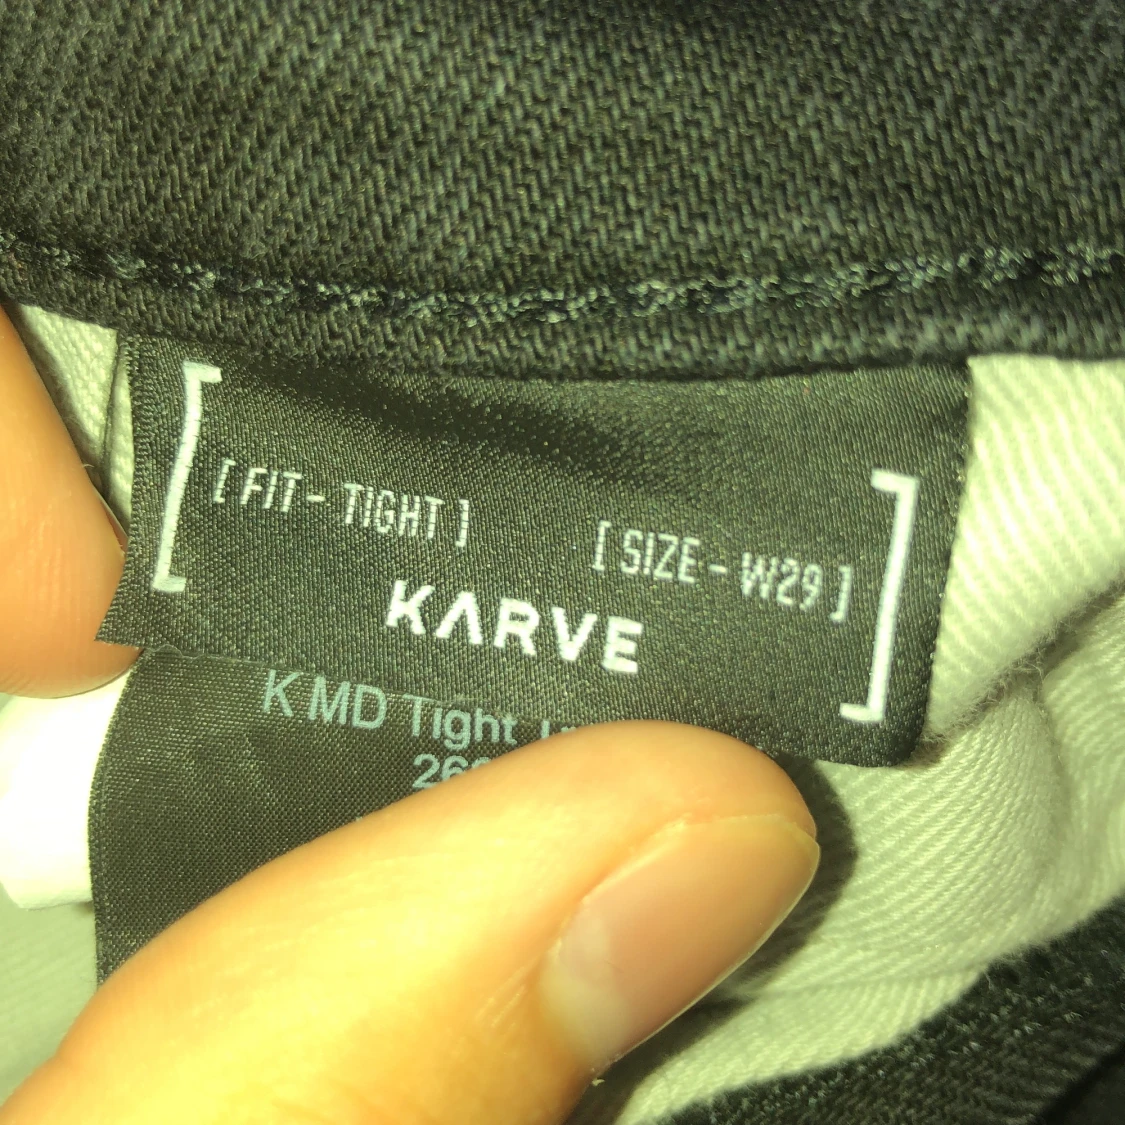 [ FIT - TIGHT ] [ SIZE - W29 ]
KARVE
K MD Tight